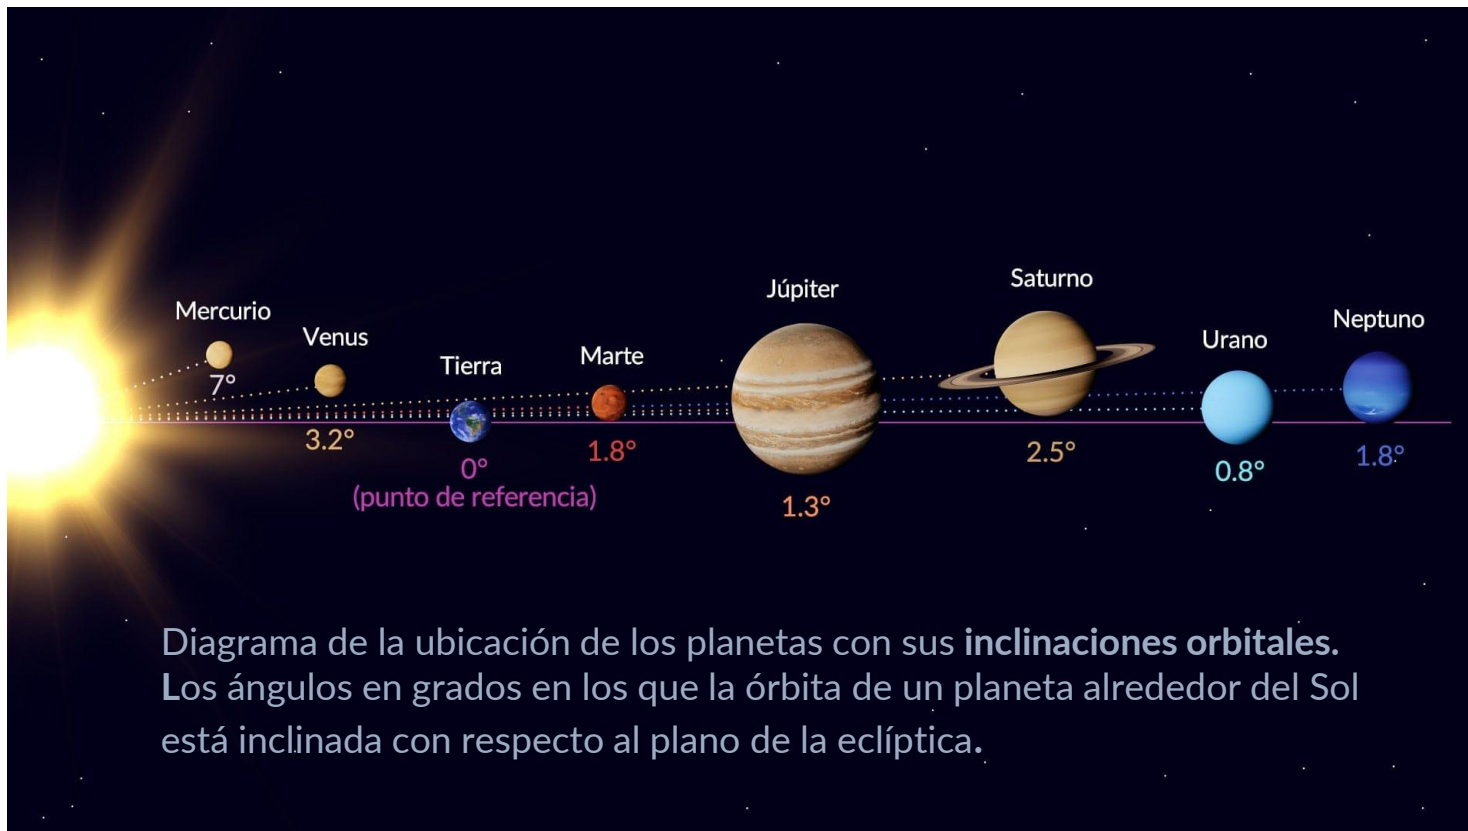 Mercurio
7°
Venus
3.2°
Tierra
0°
(punto de referencia)
Marte
1.8°
Júpiter
1.3°
Saturno
2.5°
Urano
0.8°
Neptuno
1.8°
Diagrama de la ubicación de los planetas con sus inclinaciones orbitales.
Los ángulos en grados en los que la órbita de un planeta alrededor del Sol
está inclinada con respecto al plano de la eclíptica.